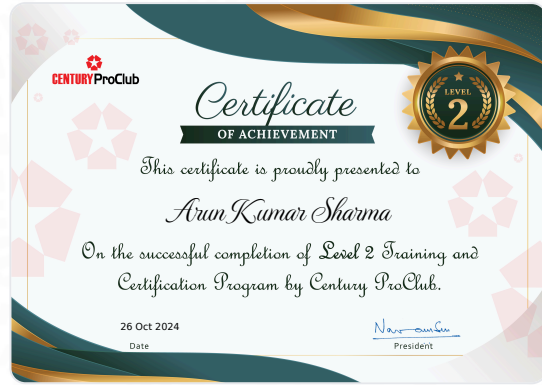 CENTURY ProClub
LEVEL
2
Certificate
OF ACHIEVEMENT
This certificate is proudly presented to
Arun Kumar Sharma
On the successful completion of Level 2 Training and
Certification Program by Century ProClub.
26 Oct 2024
Date
President